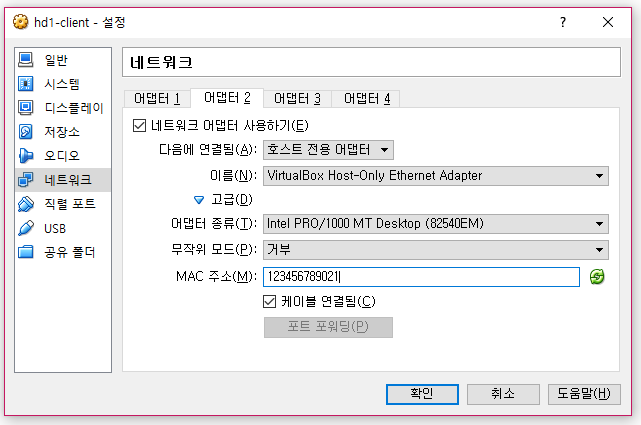 hd1-client - 설정
일반
시스템
디스플레이
저장소
오디오
네트워크
직렬 포트
USB
공유 폴더
네트워크
어댑터 1 어댑터 2 어댑터 3 어댑터 4
네트워크 어댑터 사용하기(E)
다음에 연결됨(A): 호스트 전용 어댑터
이름(N): VirtualBox Host-Only Ethernet Adapter
고급(D)
어댑터 종류(T): Intel PRO/1000 MT Desktop (82540EM)
무작위 모드(P): 거부
MAC 주소(M): 123456789021
케이블 연결됨(C)
포트 포워딩(P)
확인 취소 도움말(H)